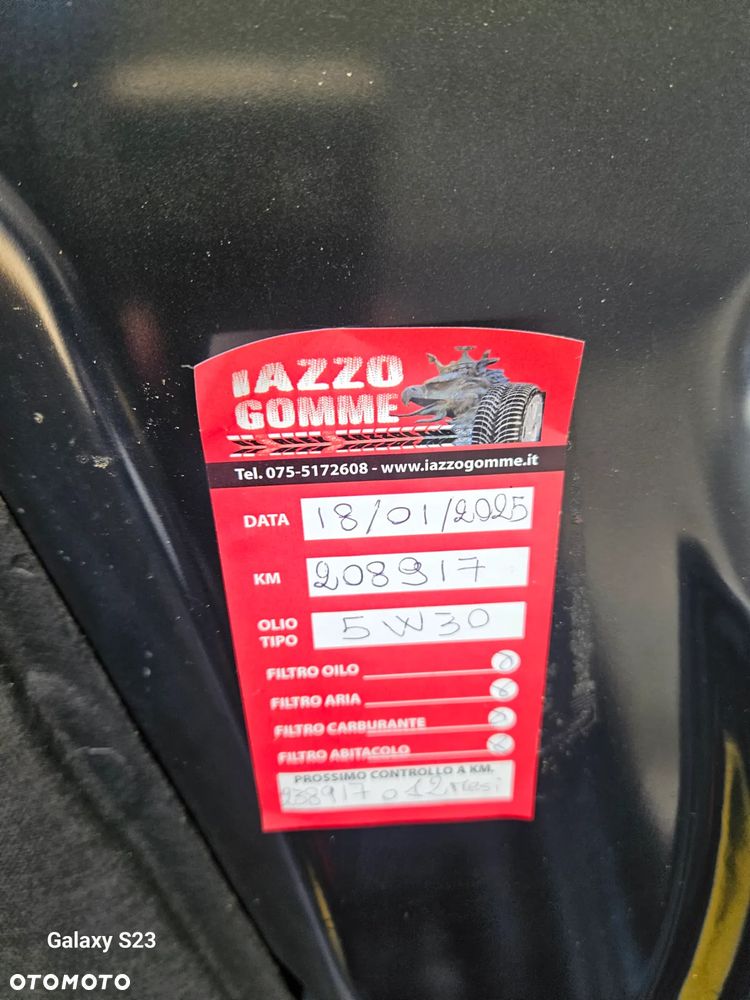 IAZZO
GOMME
Tel. 075-5172608 - www.iazzogomme.it
DATA 18/01/2025
KM 208917
OLIO
TIPO 5W30
FILTRO OILO
FILTRO ARIA
FILTRO CARBURANTE
FILTRO ABITACOLO
PROSSIMO CONTROLLO A KM.
238917 o 12 mesi
Galaxy S23
OTOMOTO